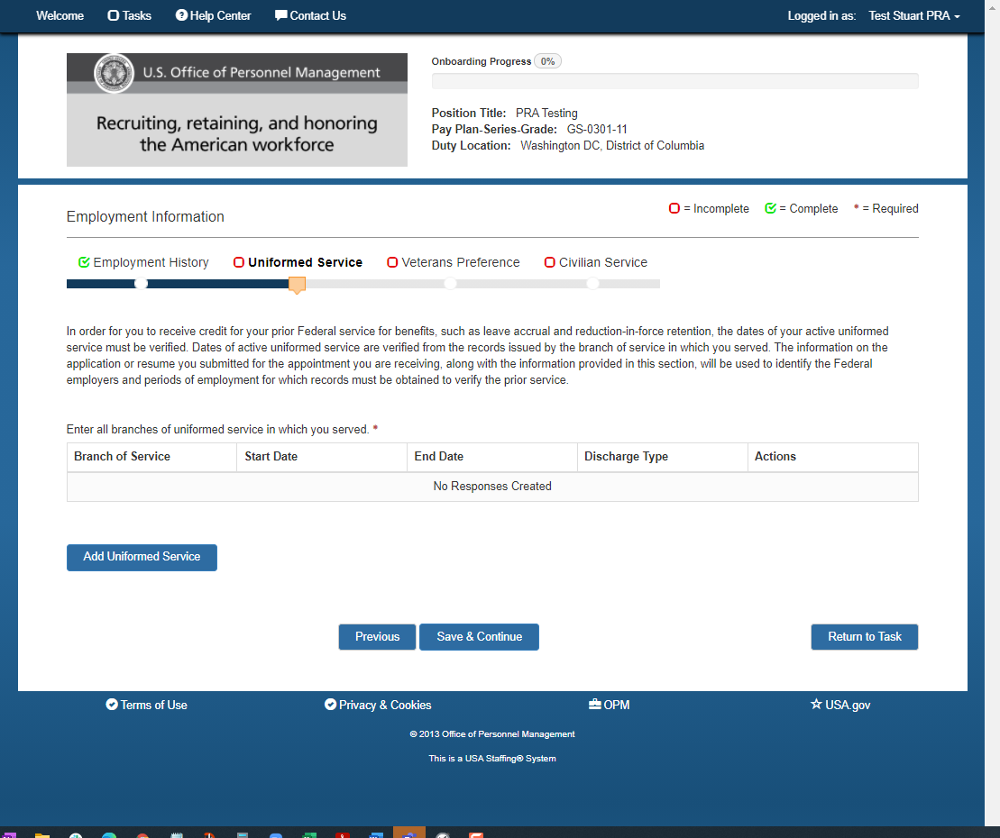 Welcome Tasks Help Center Contact Us Logged in as: Test Stuart PRA
U.S. Office of Personnel Management
Recruiting, retaining, and honoring
the American workforce
Onboarding Progress 0%
Position Title: PRA Testing
Pay Plan-Series-Grade: GS-0301-11
Duty Location: Washington DC, District of Columbia
Employment Information
= Incomplete = Complete * = Required
Employment History Uniformed Service Veterans Preference Civilian Service
In order for you to receive credit for your prior Federal service for benefits, such as leave accrual and reduction-in-force retention, the dates of your active uniformed
service must be verified. Dates of active uniformed service are verified from the records issued by the branch of service in which you served. The information on the
application or resume you submitted for the appointment you are receiving, along with the information provided in this section, will be used to identify the Federal
employers and periods of employment for which records must be obtained to verify the prior service.
Enter all branches of uniformed service in which you served. *
Branch of Service Start Date End Date Discharge Type Actions
No Responses Created
Add Uniformed Service
Previous Save & Continue Return to Task
Terms of Use Privacy & Cookies OPM USA.gov
© 2013 Office of Personnel Management
This is a USA Staffing® System